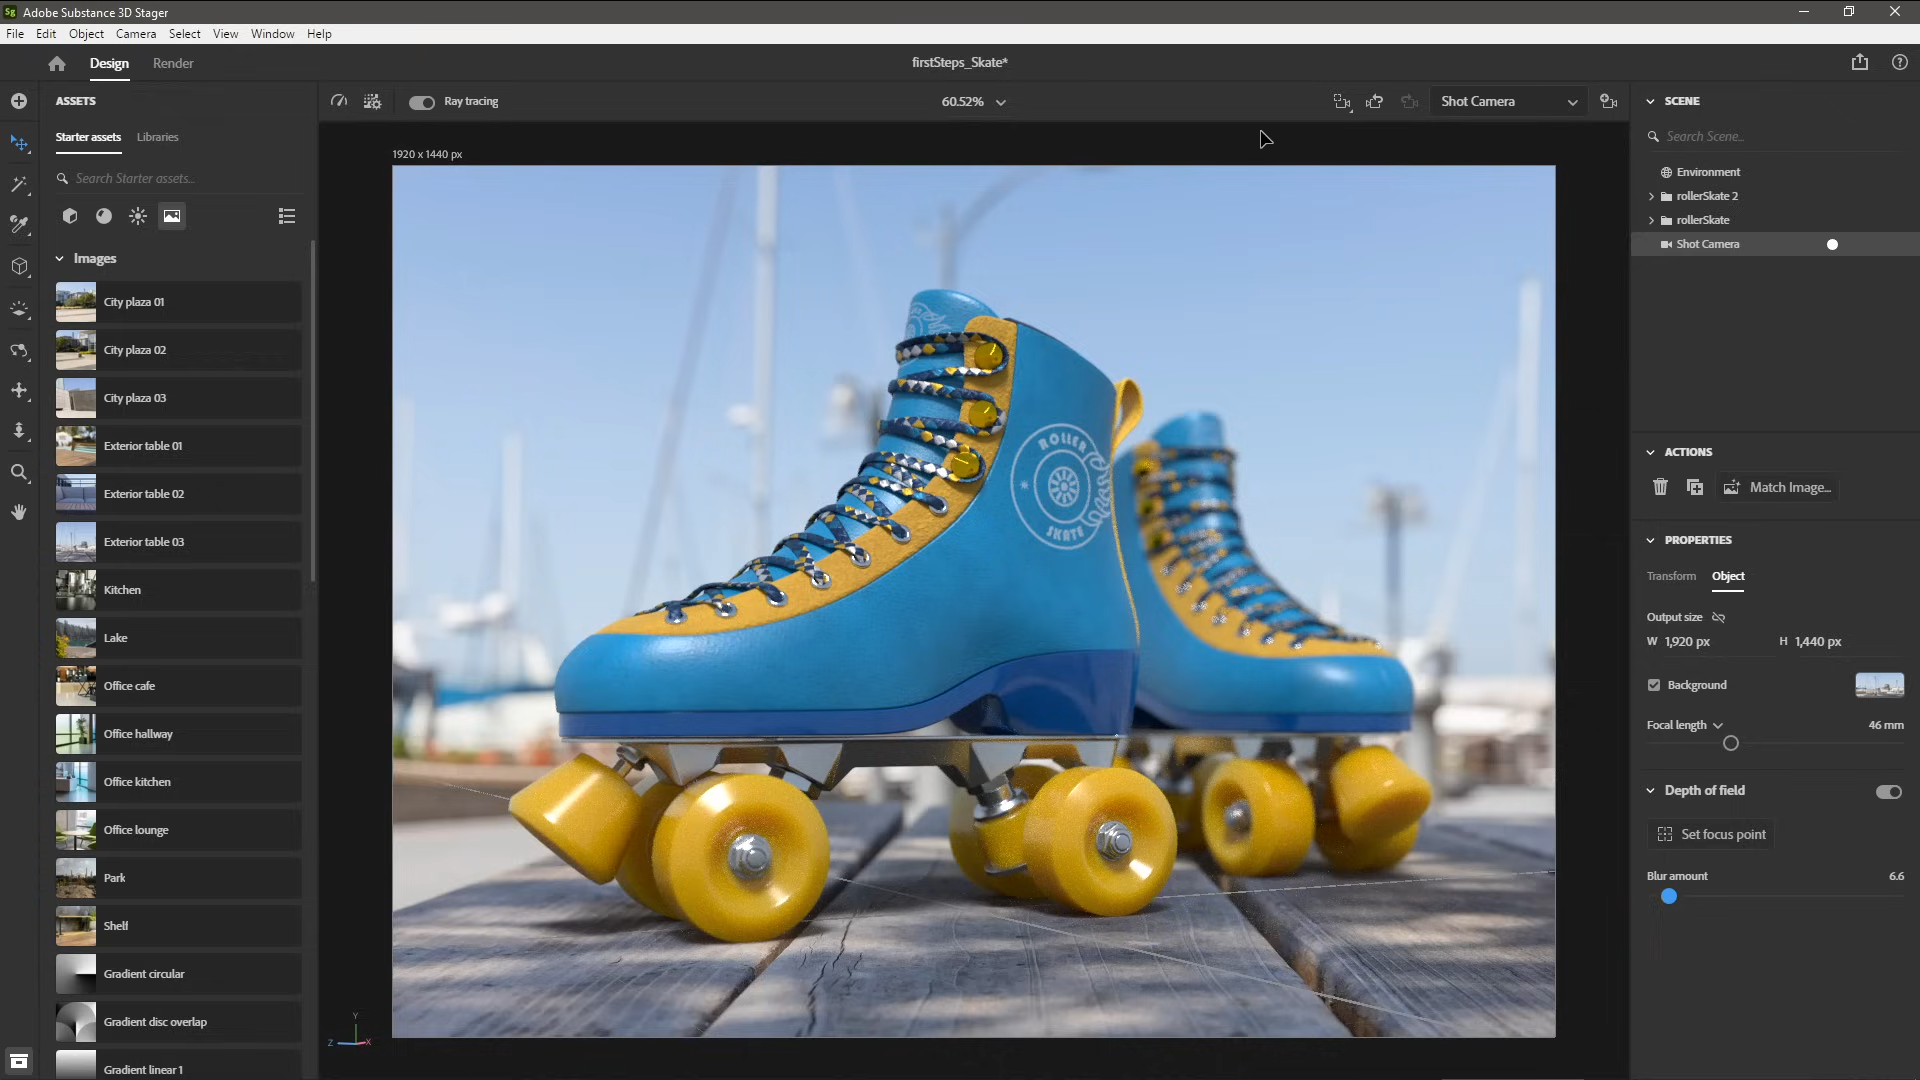 Sg Adobe Substance 3D Stager
File Edit Object Camera Select View Window Help
Design Render
firstSteps_Skate*
ASSETS
Starter assets Libraries
Search Starter assets...
Images
City plaza 01
City plaza 02
City plaza 03
Exterior table 01
Exterior table 02
Exterior table 03
Kitchen
Lake
Office cafe
Office hallway
Office kitchen
Office lounge
Park
Shelf
Gradient circular
Gradient disc overlap
Gradient linear 1
Ray tracing
60.52%
Shot Camera
1920 x 1440 px
ROLLER
Classic
SKATE
Y
Z X
SCENE
Search Scene...
Environment
rollerSkate 2
rollerSkate
Shot Camera
ACTIONS
Match Image...
PROPERTIES
Transform Object
Output size
W 1,920 px H 1,440 px
Background
Focal length 46 mm
Depth of field
Set focus point
Blur amount 6.6